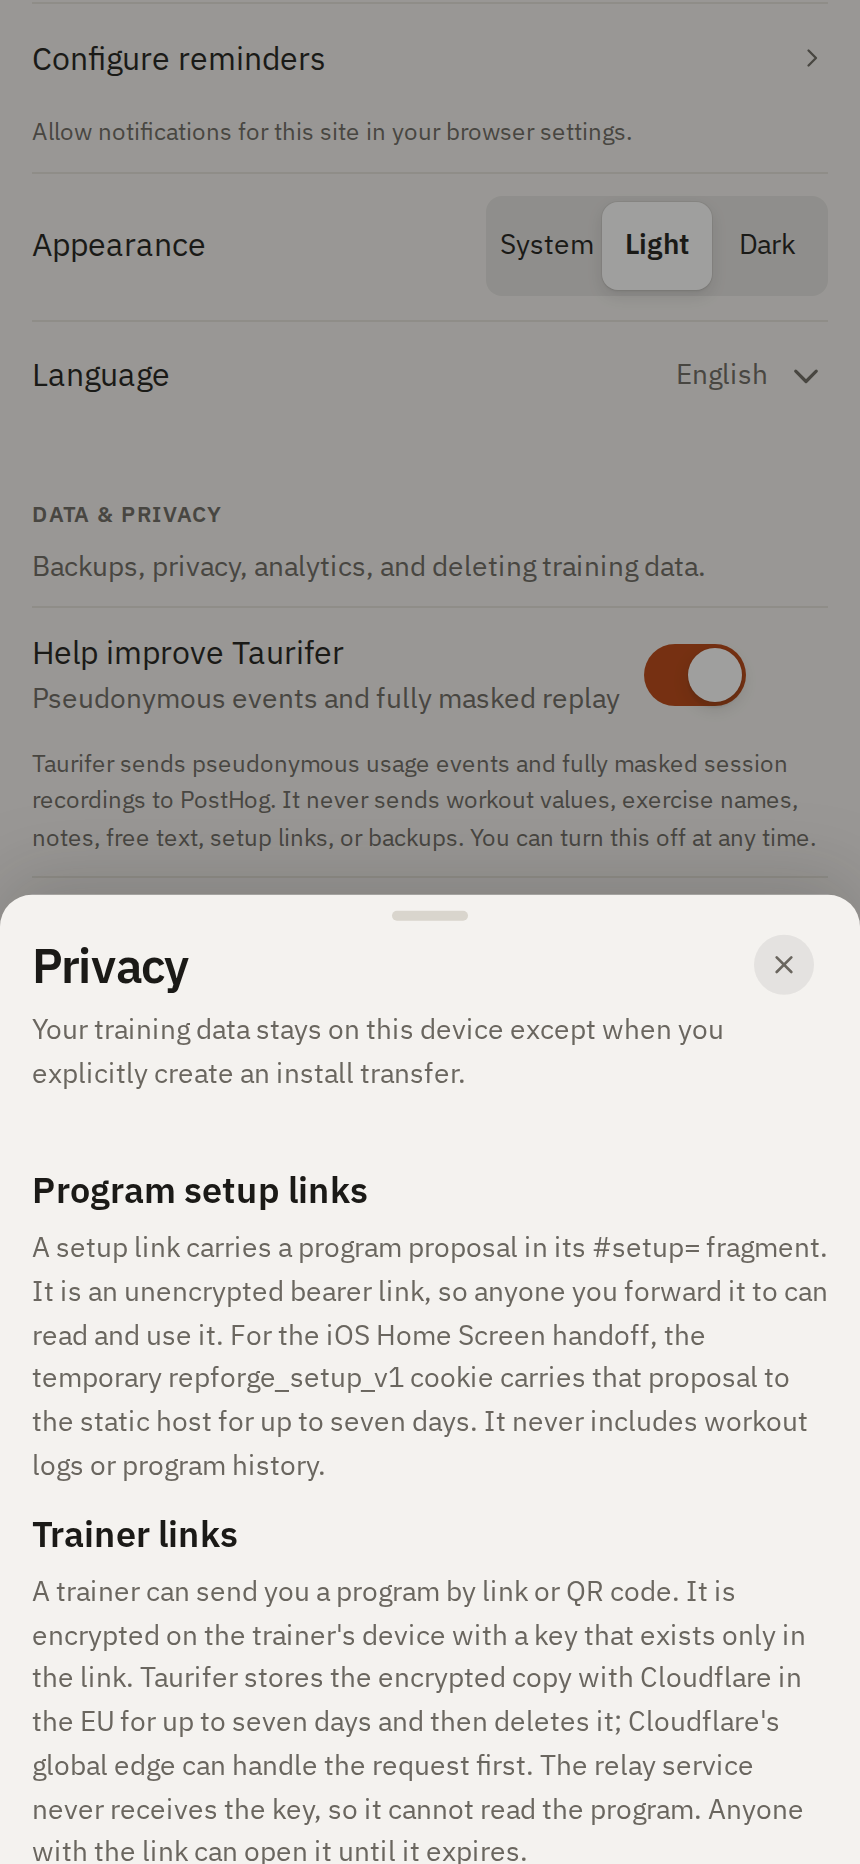 Configure reminders
Allow notifications for this site in your browser settings.
Appearance
System Light Dark
Language
English
DATA & PRIVACY
Backups, privacy, analytics, and deleting training data.
Help improve Taurifer
Pseudonymous events and fully masked replay
Taurifer sends pseudonymous usage events and fully masked session
recordings to PostHog. It never sends workout values, exercise names,
notes, free text, setup links, or backups. You can turn this off at any time.
Privacy
Your training data stays on this device except when you
explicitly create an install transfer.
Program setup links
A setup link carries a program proposal in its #setup= fragment.
It is an unencrypted bearer link, so anyone you forward it to can
read and use it. For the iOS Home Screen handoff, the
temporary repforge_setup_v1 cookie carries that proposal to
the static host for up to seven days. It never includes workout
logs or program history.
Trainer links
A trainer can send you a program by link or QR code. It is
encrypted on the trainer's device with a key that exists only in
the link. Taurifer stores the encrypted copy with Cloudflare in
the EU for up to seven days and then deletes it; Cloudflare's
global edge can handle the request first. The relay service
never receives the key, so it cannot read the program. Anyone
with the link can open it until it expires.